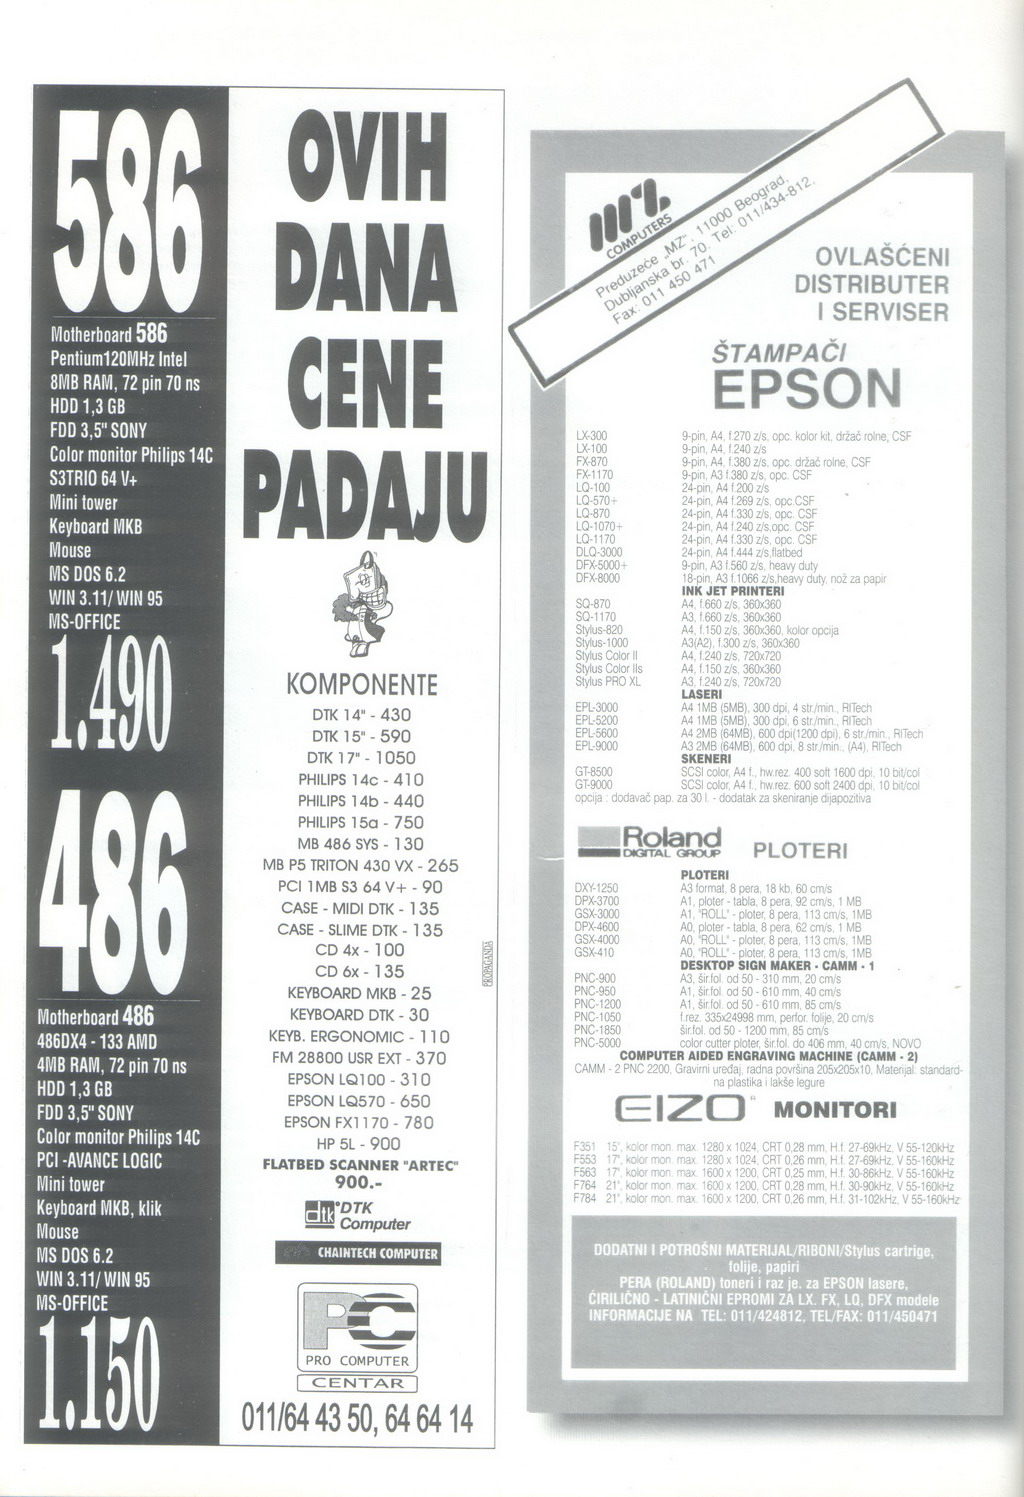 586
Motherboard 586
Pentium120MHz Intel
8MB RAM, 72 pin 70 ns
HDD 1,3 GB
FDD 3,5" SONY
Color monitor Philips 14C
S3TRIO 64 V+
Mini tower
Keyboard MKB
Mouse
MS DOS 6.2
WIN 3.11/ WIN 95
MS-OFFICE
1.490
486
Motherboard 486
486DX4 - 133 AMD
4MB RAM, 72 pin 70 ns
HDD 1,3 GB
FDD 3,5" SONY
Color monitor Philips 14C
PCI -AVANCE LOGIC
Mini tower
Keyboard MKB, klik
Mouse
MS DOS 6.2
WIN 3.11/ WIN 95
MS-OFFICE
1.150
OVIH
DANA
CENE
PADAJU
KOMPONENTE
DTK 14" - 430
DTK 15" - 590
DTK 17" - 1050
PHILIPS 14c - 410
PHILIPS 14b - 440
PHILIPS 15a - 750
MB 486 SYS - 130
MB P5 TRITON 430 VX - 265
PCI 1MB S3 64 V+ - 90
CASE - MIDI DTK - 135
CASE - SLIME DTK - 135
CD 4x - 100
CD 6x - 135
KEYBOARD MKB - 25
KEYBOARD DTK - 30
KEYB. ERGONOMIC - 110
FM 28800 USR EXT - 370
EPSON LQ100 - 310
EPSON LQ570 - 650
EPSON FX1170 - 780
HP 5L - 900
FLATBED SCANNER "ARTEC"
900.-
dtk DTK
Computer
CHAINTECH COMPUTER
PC
PRO COMPUTER
CENTAR
011/64 43 50, 64 64 14
PROPAGANDA
MZ
COMPUTERS
Preduzeće „MZ", 11000 Beograd,
Dubljanska br. 70. Tel: 011/434-812,
Fax: 011 450 471
OVLAŠĆENI
DISTRIBUTER
I SERVISER
ŠTAMPAČI
EPSON
LX-300 9-pin, A4, f.270 z/s, opc. kolor kit, držač rolne, CSF
LX-100 9-pin, A4, f.240 z/s
FX-870 9-pin, A4, f.380 z/s, opc. držač rolne, CSF
FX-1170 9-pin, A3 f.380 z/s, opc. CSF
LQ-100 24-pin, A4 f.200 z/s
LQ-570+ 24-pin, A4 f.269 z/s, opc.CSF
LQ-870 24-pin, A4 f.330 z/s, opc. CSF
LQ-1070+ 24-pin, A4 f.240 z/s,opc. CSF
LQ-1170 24-pin, A4 f.330 z/s, opc. CSF
DLQ-3000 24-pin, A4 f.444 z/s,flatbed
DFX-5000+ 9-pin, A3 f.560 z/s, heavy duty
DFX-8000 18-pin, A3 f.1066 z/s,heavy duty, nož za papir
INK JET PRINTERI
SQ-870 A4, f.660 z/s, 360x360
SQ-1170 A3, f.660 z/s, 360x360
Stylus-820 A4, f.150 z/s, 360x360, kolor opcija
Stylus-1000 A3(A2), f.300 z/s, 360x360
Stylus Color II A4, f.240 z/s, 720x720
Stylus Color IIs A4, f.150 z/s, 360x360
Stylus PRO XL A3, f.240 z/s, 720x720
LASERI
EPL-3000 A4 1MB (5MB), 300 dpi, 4 str./min., RITech
EPL-5200 A4 1MB (5MB), 300 dpi, 6 str./min., RITech
EPL-5600 A4 2MB (64MB), 600 dpi(1200 dpi), 6 str./min., RITech
EPL-9000 A3 2MB (64MB), 600 dpi, 8 str./min., (A4), RITech
SKENERI
GT-8500 SCSI color, A4 f., hw.rez. 400 soft 1600 dpi, 10 bit/col
GT-9000 SCSI color, A4 f., hw.rez. 600 soft 2400 dpi, 10 bit/col
opcija : dodavač pap. za 30 l. - dodatak za skeniranje dijapozitiva
Roland
DIGITAL GROUP
PLOTERI
PLOTERI
DXY-1250 A3 format, 8 pera, 18 kb, 60 cm/s
DPX-3700 A1, ploter - tabla, 8 pera, 92 cm/s, 1 MB
GSX-3000 A1, "ROLL" - ploter, 8 pera, 113 cm/s, 1MB
DPX-4600 A0, ploter - tabla, 8 pera, 62 cm/s, 1 MB
GSX-4000 A0, "ROLL" - ploter, 8 pera, 113 cm/s, 1MB
GSX-410 A0, "ROLL" - ploter, 8 pera, 113 cm/s, 1MB
DESKTOP SIGN MAKER - CAMM - 1
PNC-900 A3, šir.fol. od 50 - 310 mm, 20 cm/s
PNC-950 A1, šir.fol. od 50 - 610 mm, 40 cm/s
PNC-1200 A1, šir.fol. od 50 - 610 mm, 85 cm/s
PNC-1050 f.rez. 335x24998 mm, perfor. folije, 20 cm/s
PNC-1850 šir.fol. od 50 - 1200 mm, 85 cm/s
PNC-5000 color cutter ploter, šir.fol. do 406 mm, 40 cm/s, NOVO
COMPUTER AIDED ENGRAVING MACHINE (CAMM - 2)
CAMM - 2 PNC 2200, Gravirni uređaj, radna površina 205x205x10, Materijal: standard-
na plastika i lakše legure
EIZO MONITORI
F351 15", kolor mon. max. 1280 x 1024, CRT 0,28 mm, H.f. 27-69kHz, V 55-120kHz
F553 17", kolor mon. max. 1280 x 1024, CRT 0,26 mm, H.f. 27-69kHz, V 55-160kHz
F563 17", kolor mon. max. 1600 x 1200, CRT 0,25 mm, H.f. 30-86kHz, V 55-160kHz
F764 21", kolor mon. max. 1600 x 1200, CRT 0,28 mm, H.f. 30-90kHz, V 55-160kHz
F784 21", kolor mon. max. 1600 x 1200, CRT 0,26 mm, H.f. 31-102kHz, V 55-160kHz
DODATNI I POTROŠNI MATERIJAL/RIBONI/Stylus cartrige,
folije, papiri
PERA (ROLAND) toneri i raz je. za EPSON lasere,
ĆIRILIČNO - LATINIČNI EPROMI ZA LX, FX, LQ, DFX modele
INFORMACIJE NA TEL: 011/424812, TEL/FAX: 011/450471